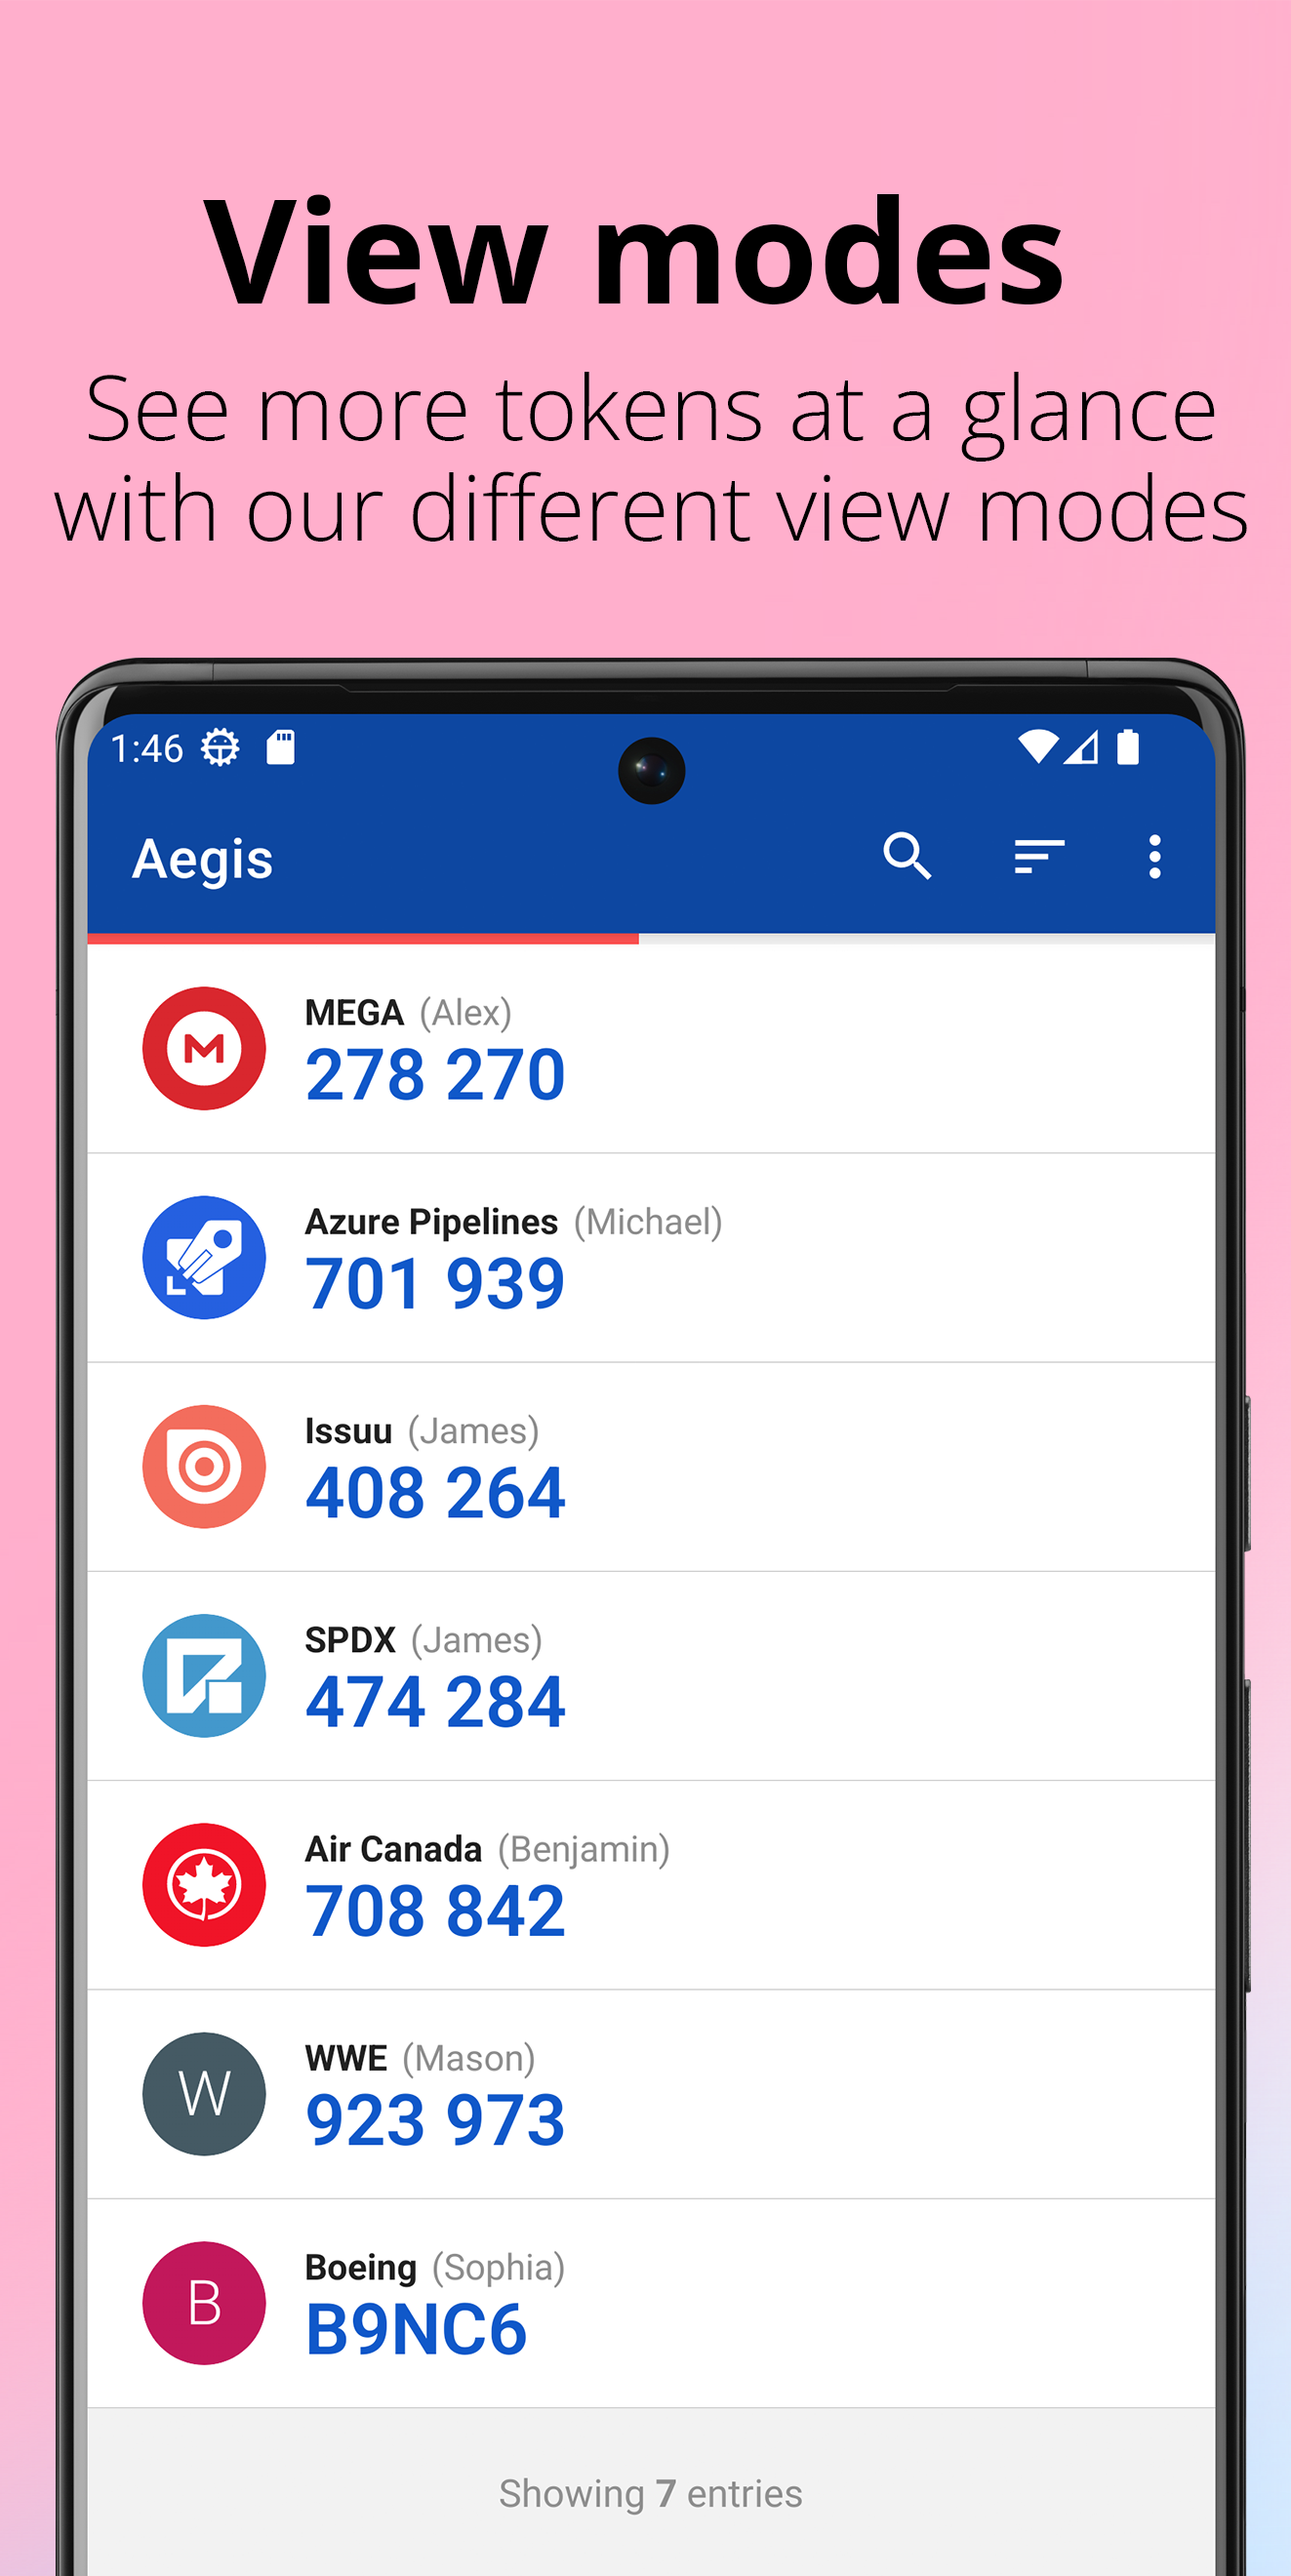 View modes
See more tokens at a glance
with our different view modes
1:46
Aegis
M
MEGA (Alex)
278 270
Azure Pipelines (Michael)
701 939
Issuu (James)
408 264
SPDX (James)
474 284
Air Canada (Benjamin)
708 842
W
WWE (Mason)
923 973
B
Boeing (Sophia)
B9NC6
Showing 7 entries